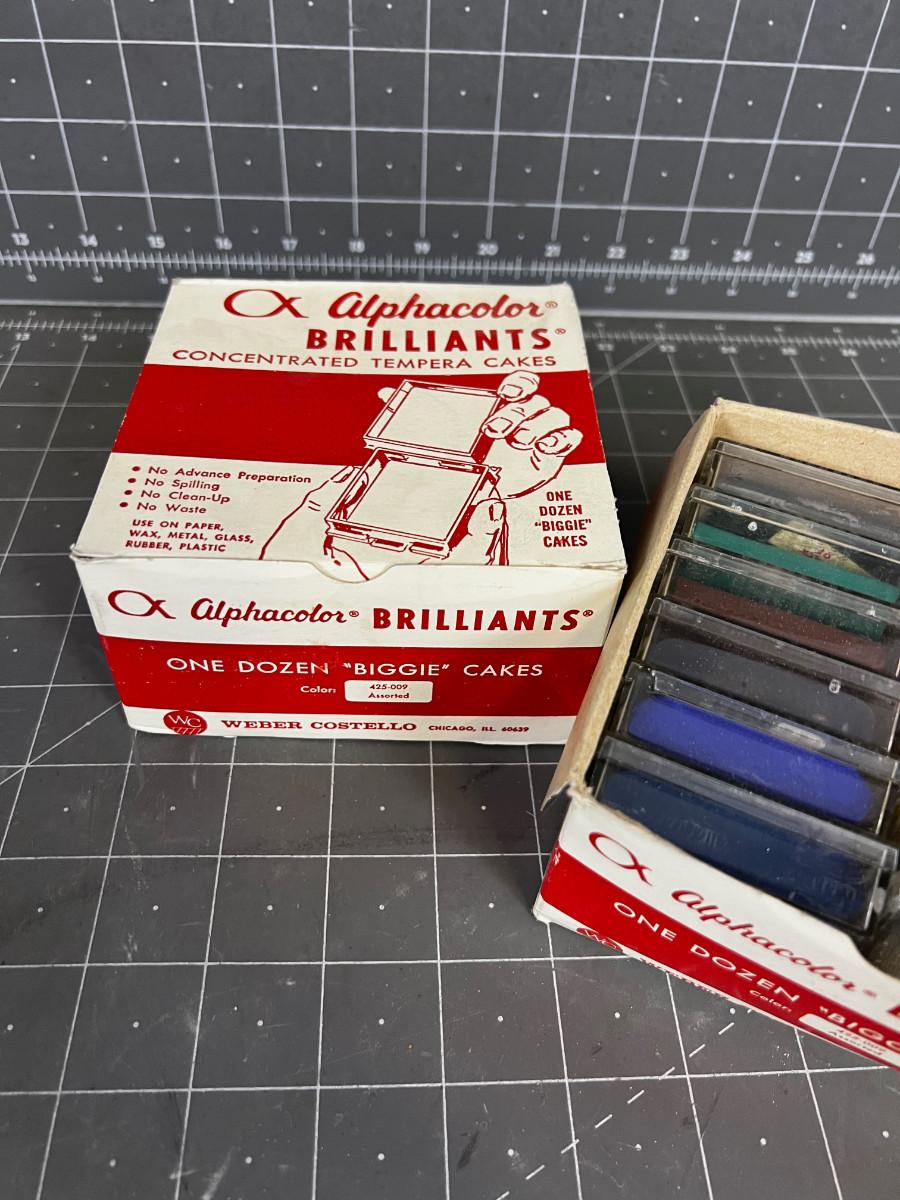 13 14 15 16 17 18 19 20 21 22 23 24 25 26
α Alphacolor®
BRILLIANTS®
CONCENTRATED TEMPERA CAKES
• No Advance Preparation
• No Spilling
• No Clean-Up
• No Waste
USE ON PAPER,
WAX, METAL, GLASS,
RUBBER, PLASTIC
ONE
DOZEN
"BIGGIE"
CAKES
α Alphacolor® BRILLIANTS®
ONE DOZEN "BIGGIE" CAKES
Color: 425-009
Assorted
WC WEBER COSTELLO CHICAGO, ILL. 60639
α Alphacolor®
ONE DOZEN "BIGG
Color: 425-009
Assorted